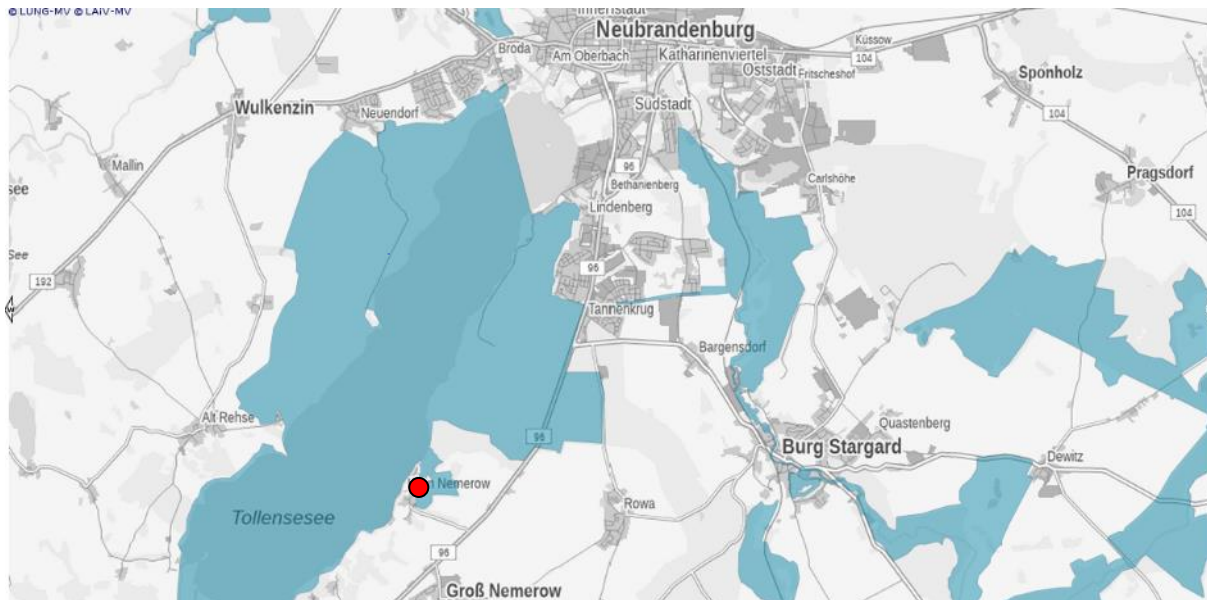 © LUNG-MV © LAiV-MV
Neubrandenburg
Broda
Am Oberbach
Katharinenviertel
Küssow
104
Oststadt
Fritscheshof
Sponholz
Wulkenzin
Neuendorf
Südstadt
104
Mallin
96
Bethanienberg
Carlshöhe
Pragsdorf
see
Lindenberg
104
See
192
96
Tannenkrug
Bargensdorf
Alt Rehse
96
Burg Stargard
Quastenberg
Dewitz
Nemerow
Rowa
Tollensesee
96
Groß Nemerow